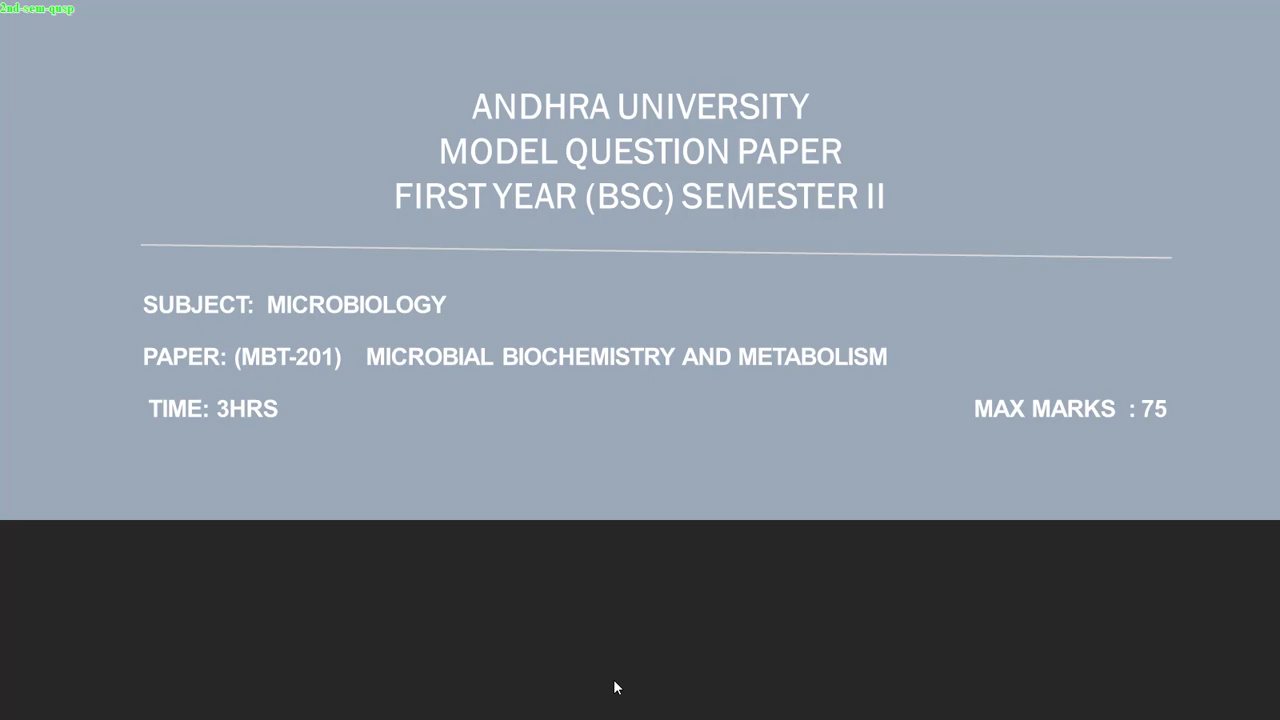 2nd-sem-qusp
ANDHRA UNIVERSITY
MODEL QUESTION PAPER
FIRST YEAR (BSC) SEMESTER II
SUBJECT: MICROBIOLOGY
PAPER: (MBT-201) MICROBIAL BIOCHEMISTRY AND METABOLISM
TIME: 3HRS MAX MARKS : 75